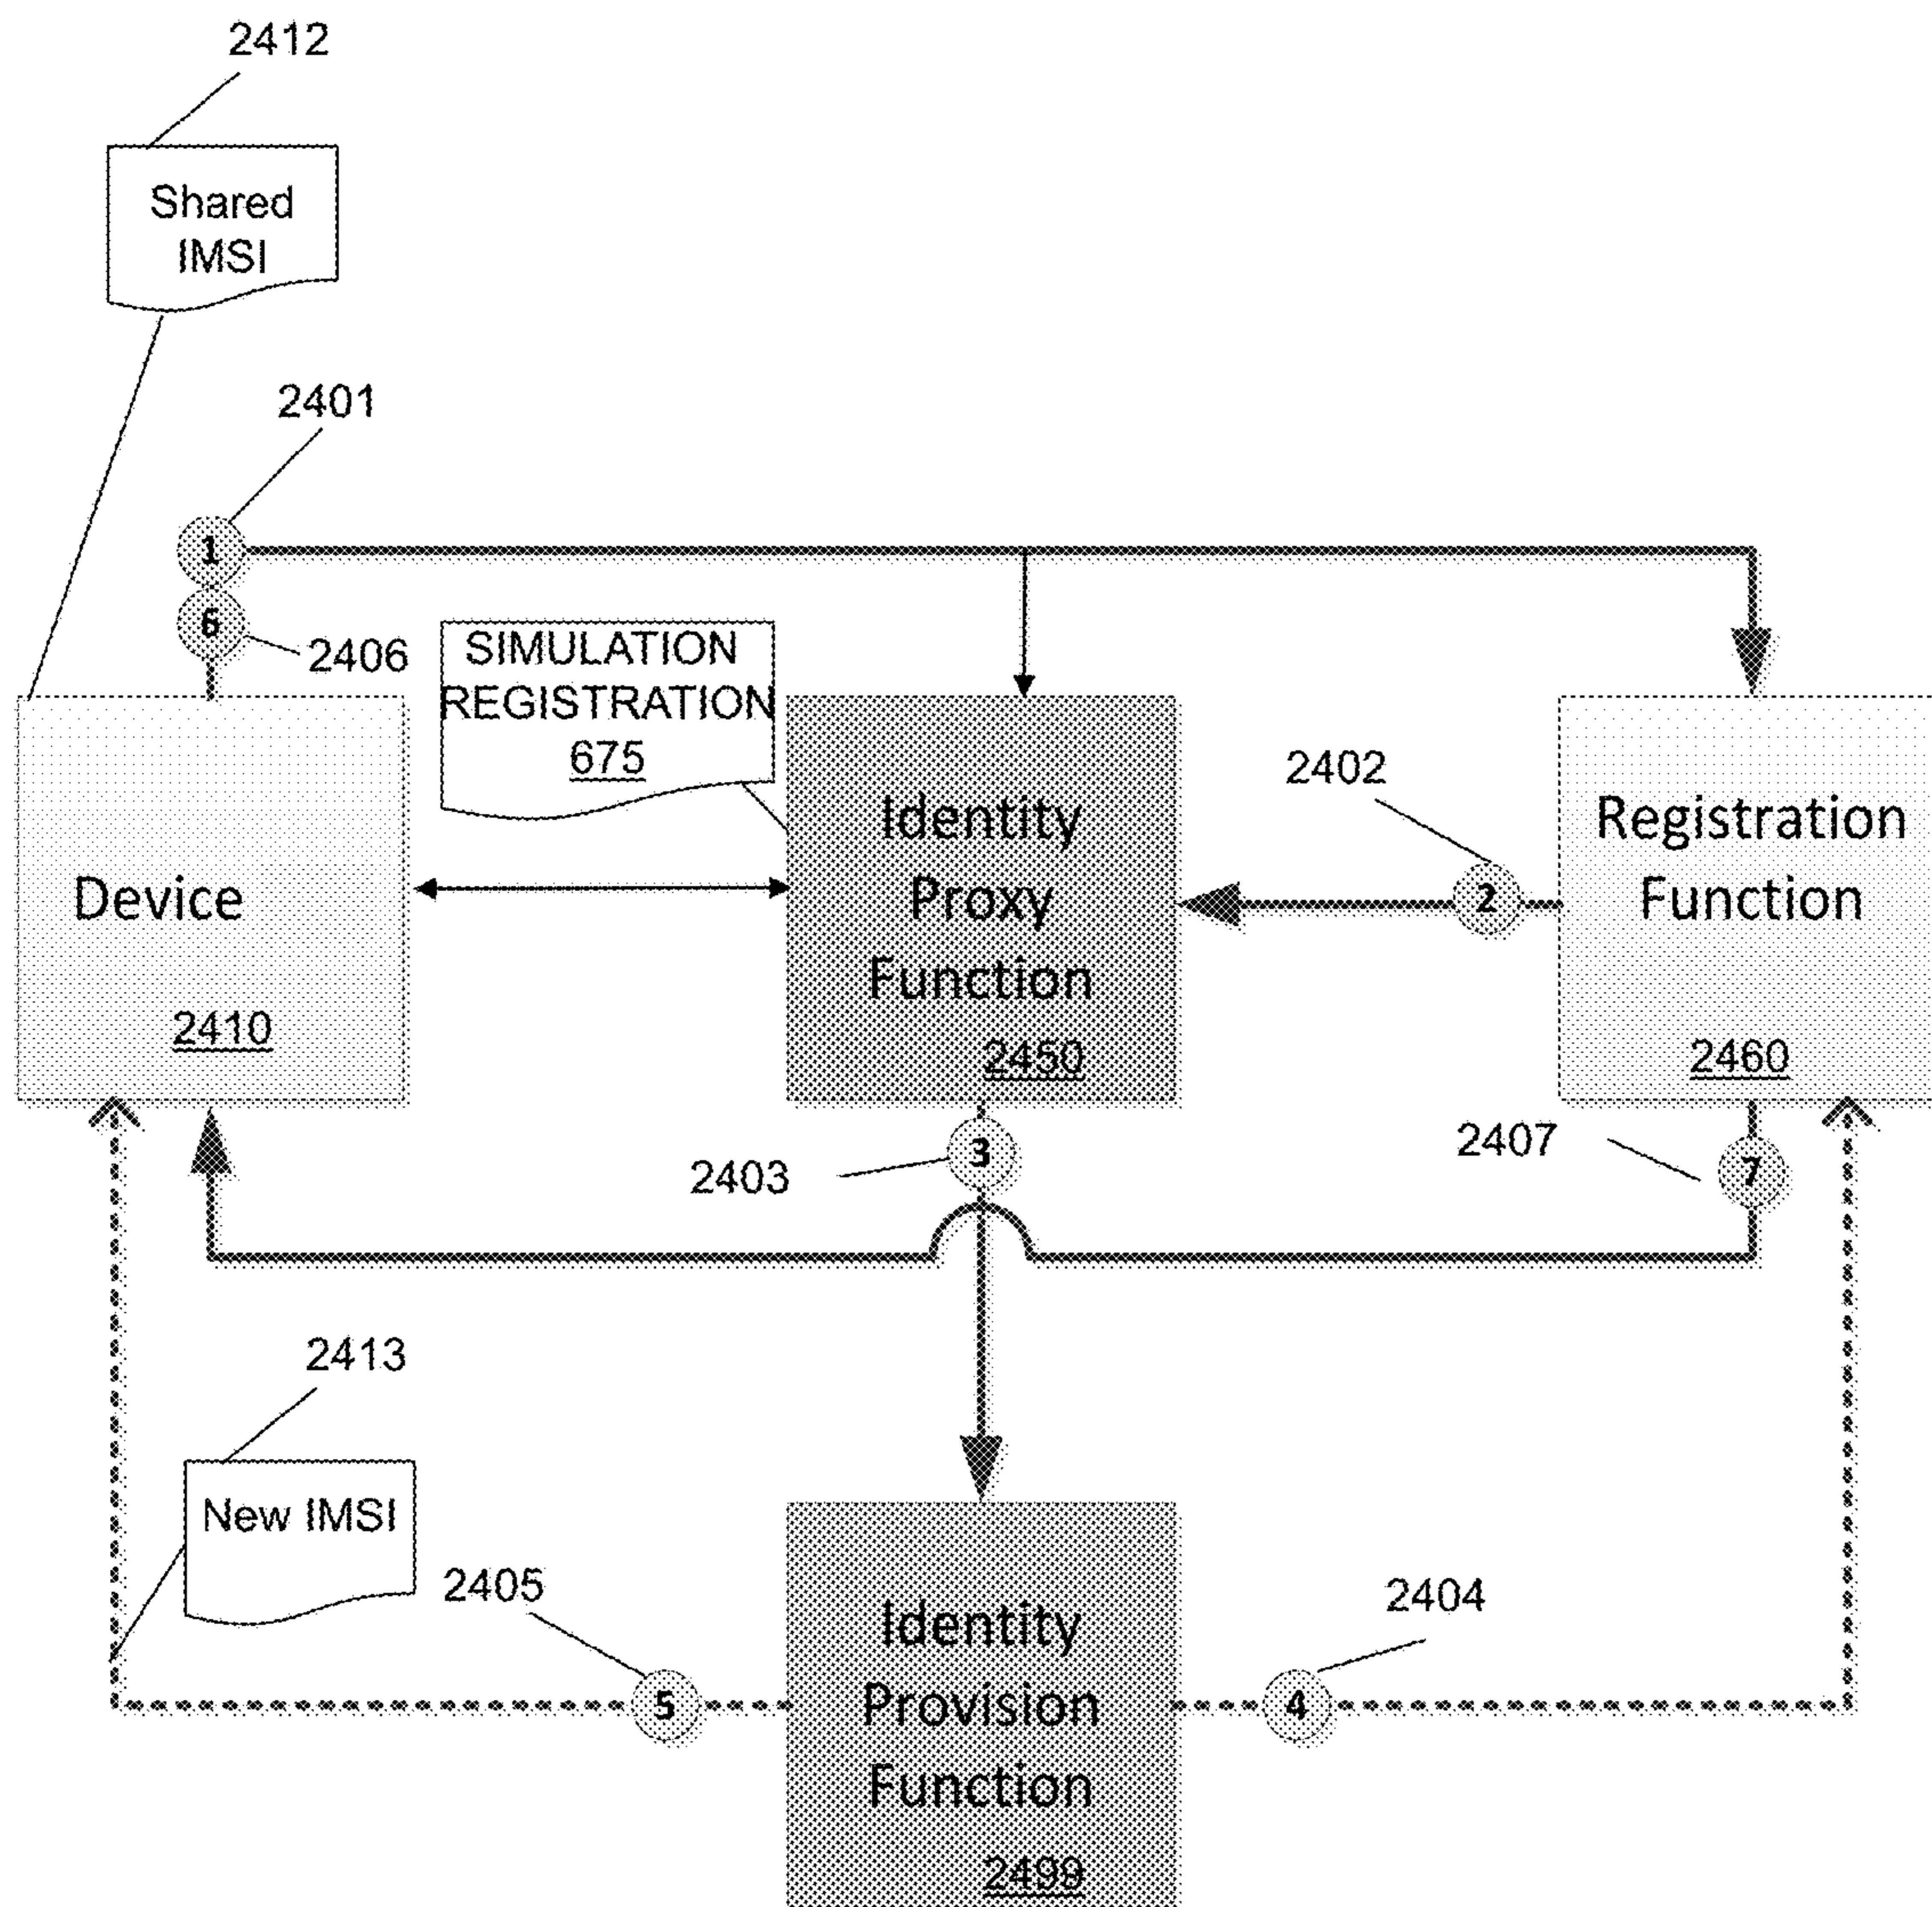 2412
Shared
IMSI
2401
1
6
2406
SIMULATION
REGISTRATION
675
2402
2
Device
2410
Identity
Proxy
Function
2450
Registration
Function
2460
2403
3
2407
7
2413
New IMSI
2405
5
2404
4
Identity
Provision
Function
2499